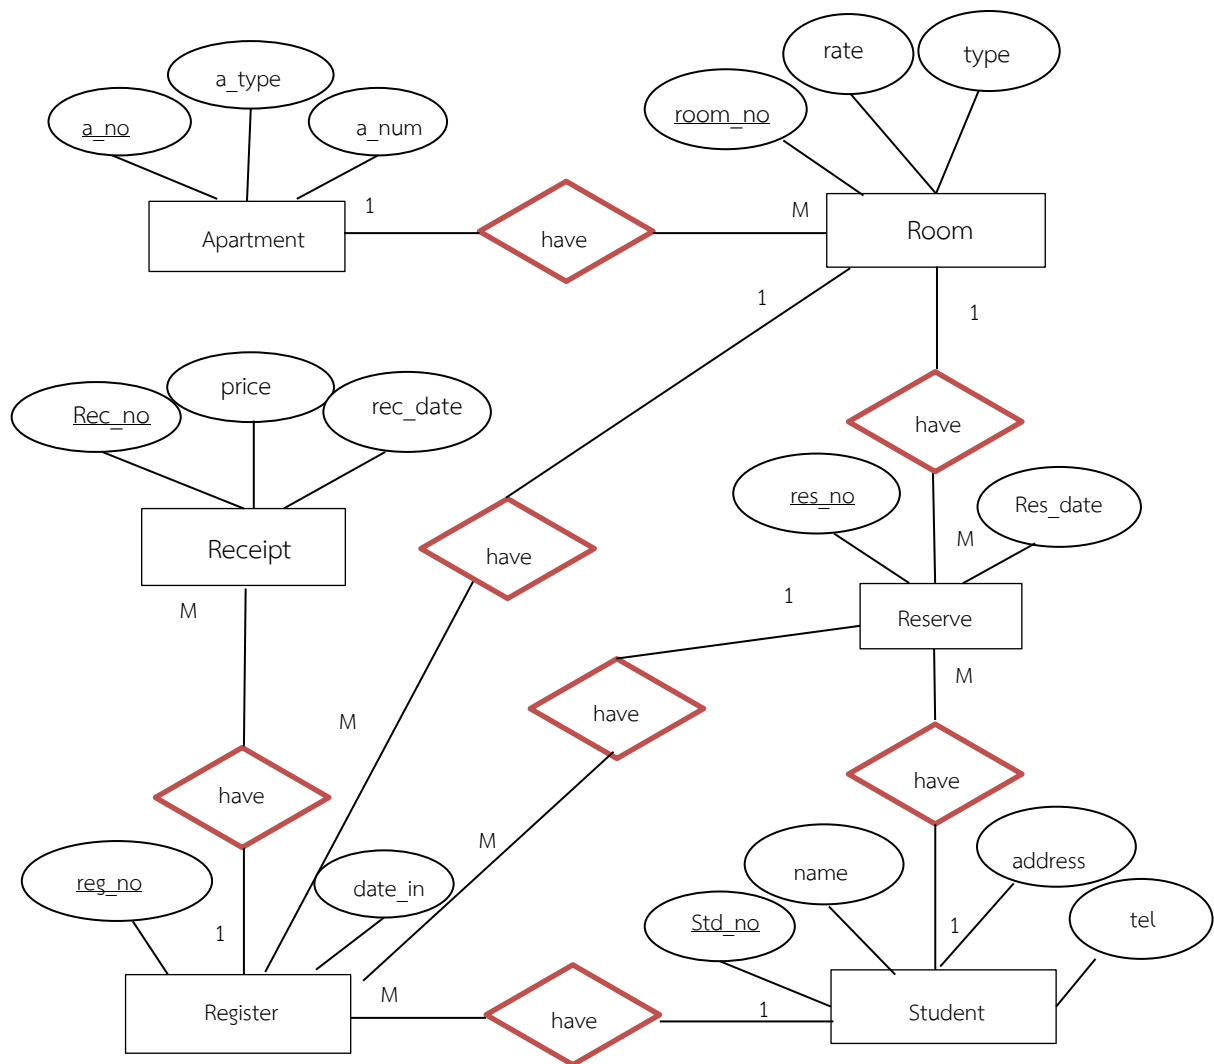 rate
type
a_type
room_no
a_no
a_num
1
M
Apartment
have
Room
1
1
price
Rec_no
rec_date
have
res_no
Res_date
Receipt
have
M
M
1
Reserve
M
M
have
have
have
M
reg_no
date_in
name
address
Std_no
tel
1
1
M
1
Register
have
Student